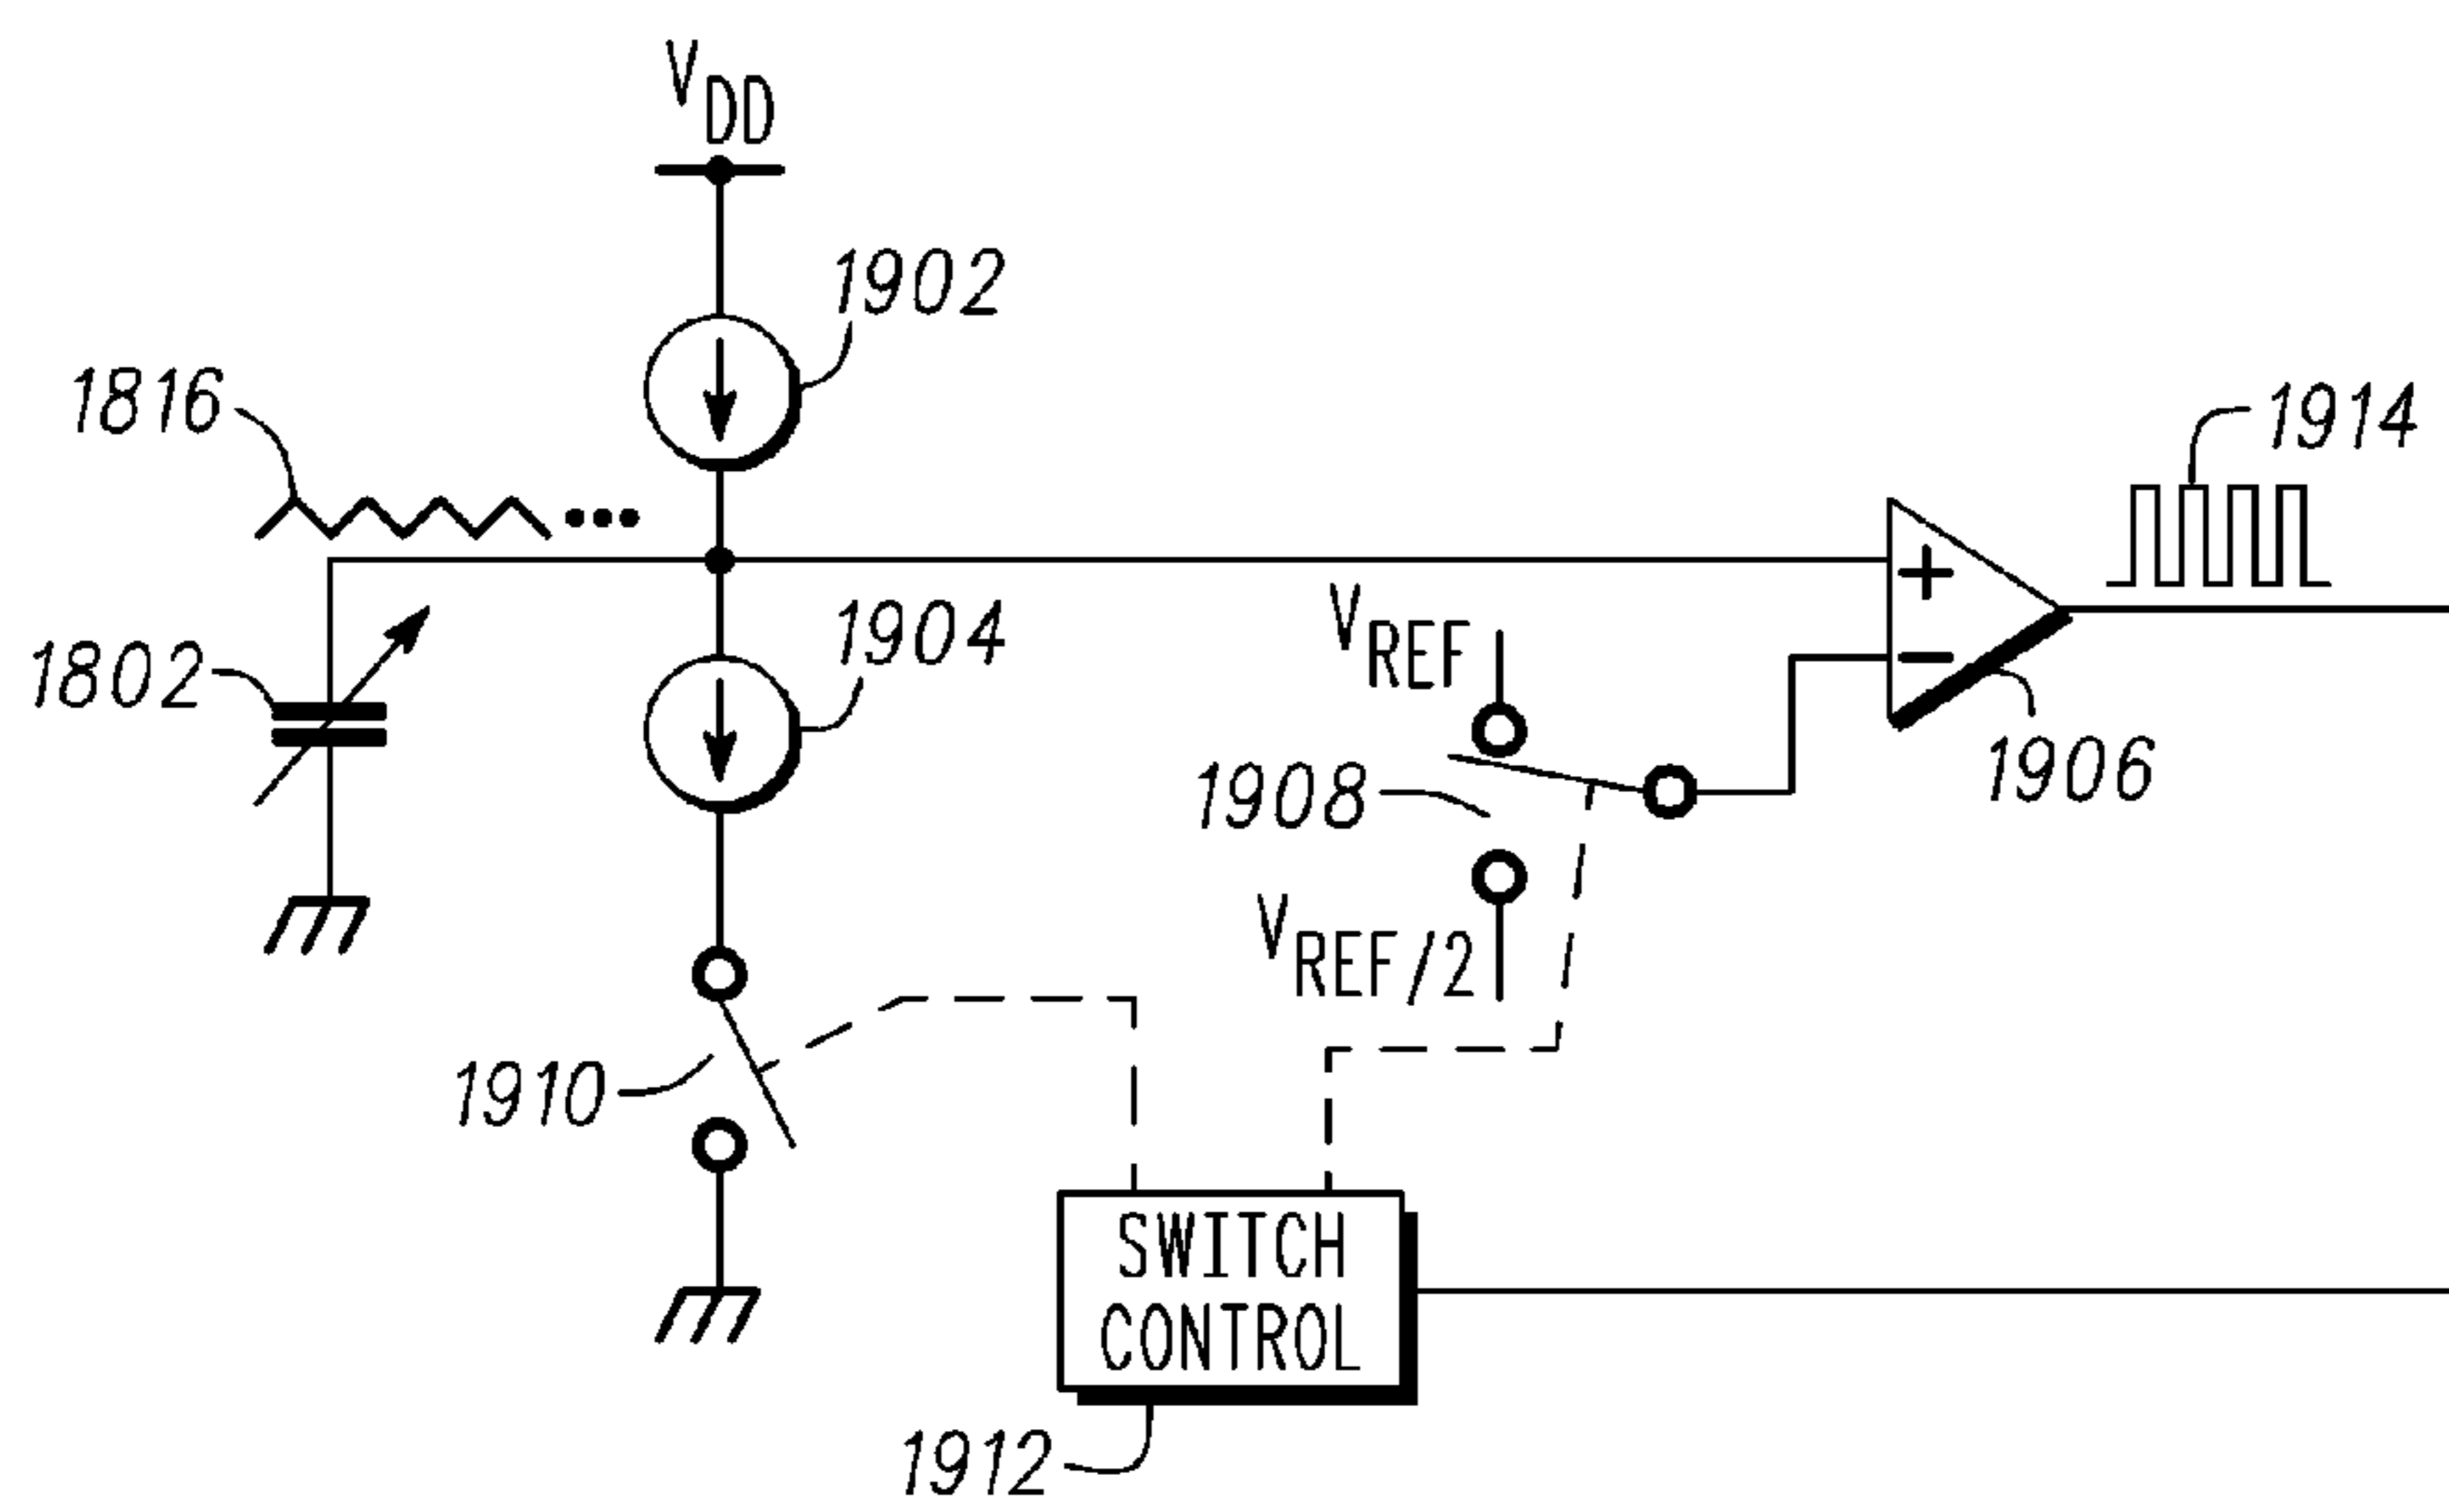 VDD
1902
1816
1914
1904
VREF
1802
1908
1906
VREF/2
1910
SWITCH
CONTROL
1912
+
−